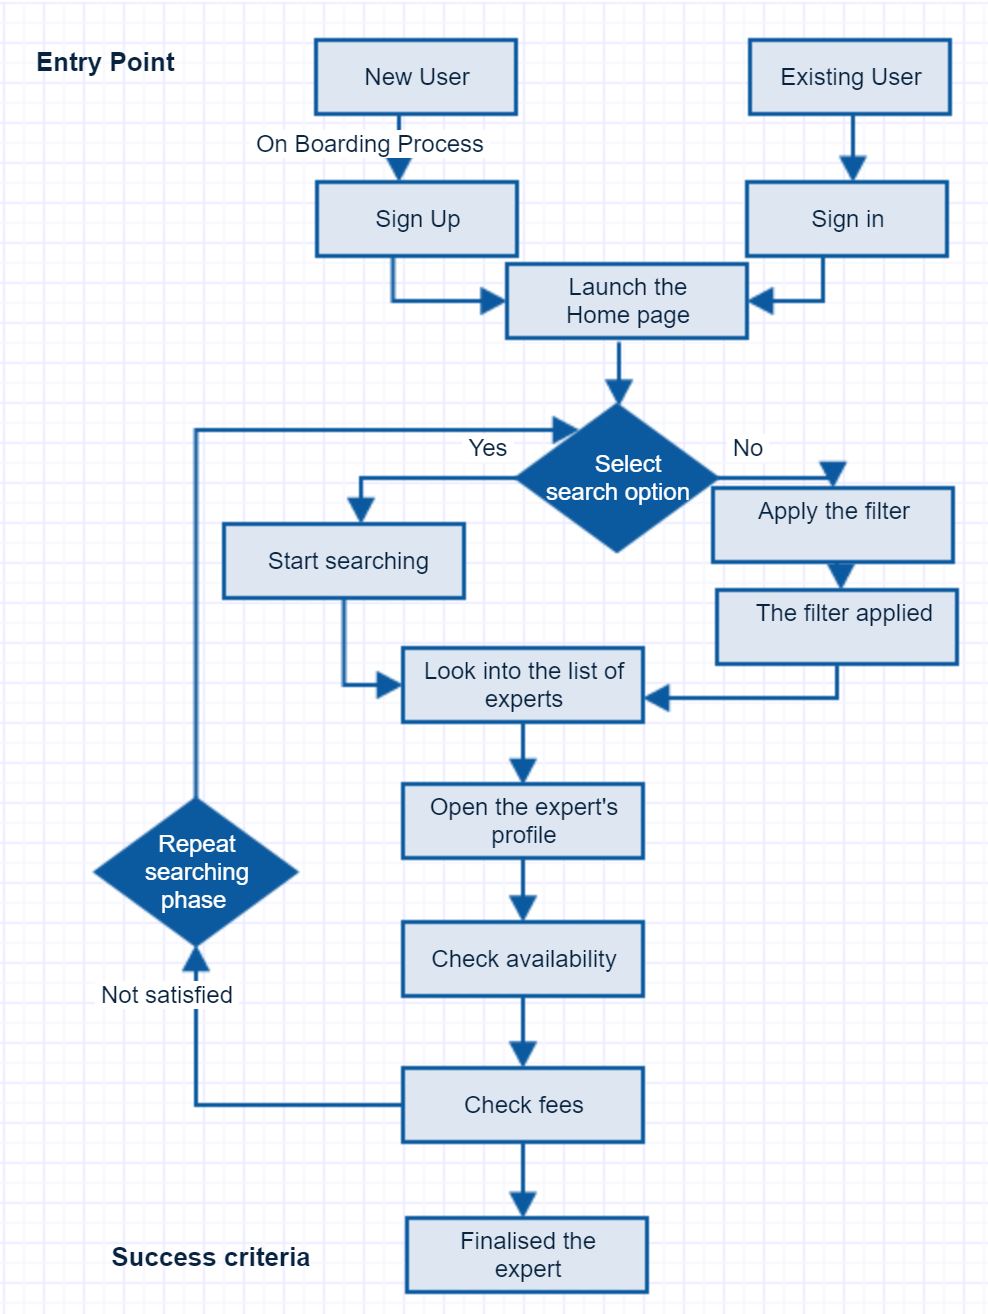 Entry Point
New User
Existing User
On Boarding Process
Sign Up
Sign in
Launch the
Home page
Yes
No
Select
search option
Apply the filter
Start searching
The filter applied
Look into the list of
experts
Open the expert's
profile
Repeat
searching
phase
Check availability
Not satisfied
Check fees
Finalised the
expert
Success criteria